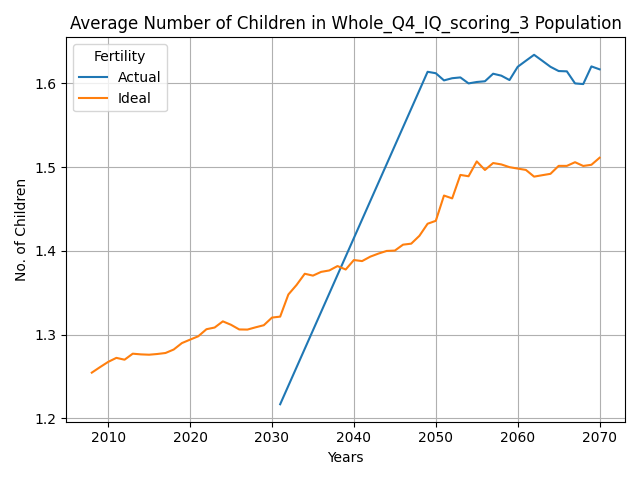 Average Number of Children in Whole_Q4_IQ_scoring_3 Population
Fertility
Actual
Ideal
No. of Children
1.6
1.5
1.4
1.3
1.2
2010 2020 2030 2040 2050 2060 2070
Years